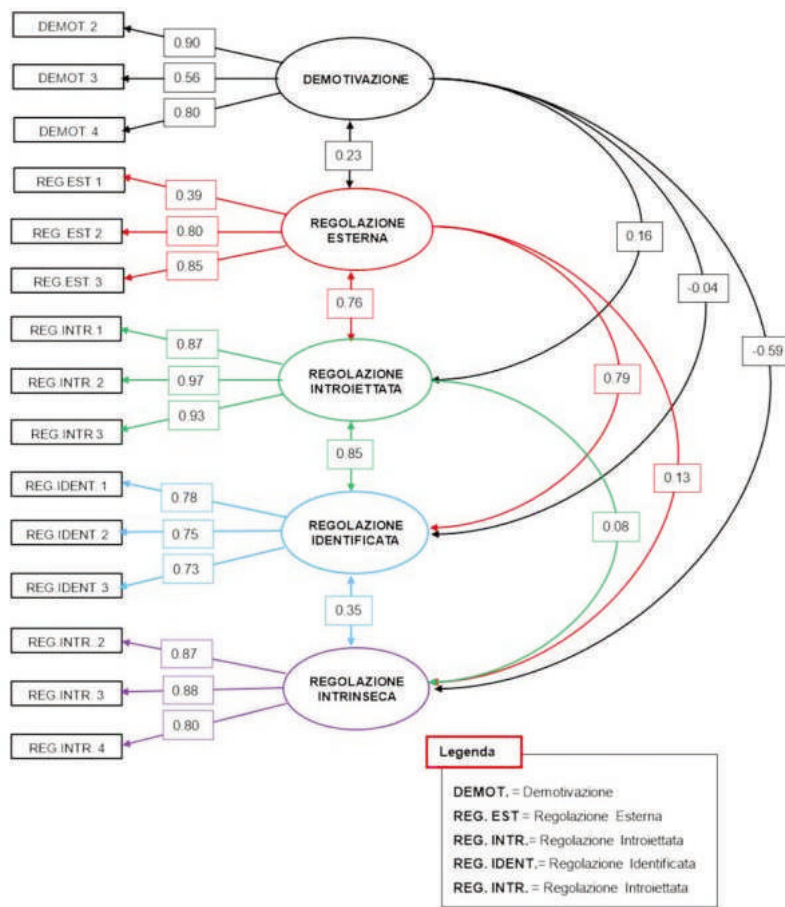 DEMOT. 2
0.90
DEMOT. 3
0.56
DEMOTIVAZIONE
0.80
DEMOT. 4
0.23
REG.EST 1
0.39
REGOLAZIONE
ESTERNA
REG. EST 2
0.80
0.16
REG.EST. 3
0.85
-0.04
0.76
REG.INTR.1
0.87
-0.59
REGOLAZIONE
INTROIETTATA
REG.INTR. 2
0.97
0.79
REG.INTR 3
0.93
0.85
0.13
REG.IDENT. 1
0.78
0.08
REGOLAZIONE
IDENTIFICATA
REG.IDENT. 2
0.75
REG.IDENT. 3
0.73
0.35
REG.INTR.. 2
0.87
REGOLAZIONE
INTRINSECA
REG.INTR.. 3
0.88
0.80
REG.INTR. 4
Legenda
DEMOT. = Demotivazione
REG. EST = Regolazione Esterna
REG. INTR.= Regolazione Introiettata
REG. IDENT.= Regolazione Identificata
REG. INTR. = Regolazione Introiettata